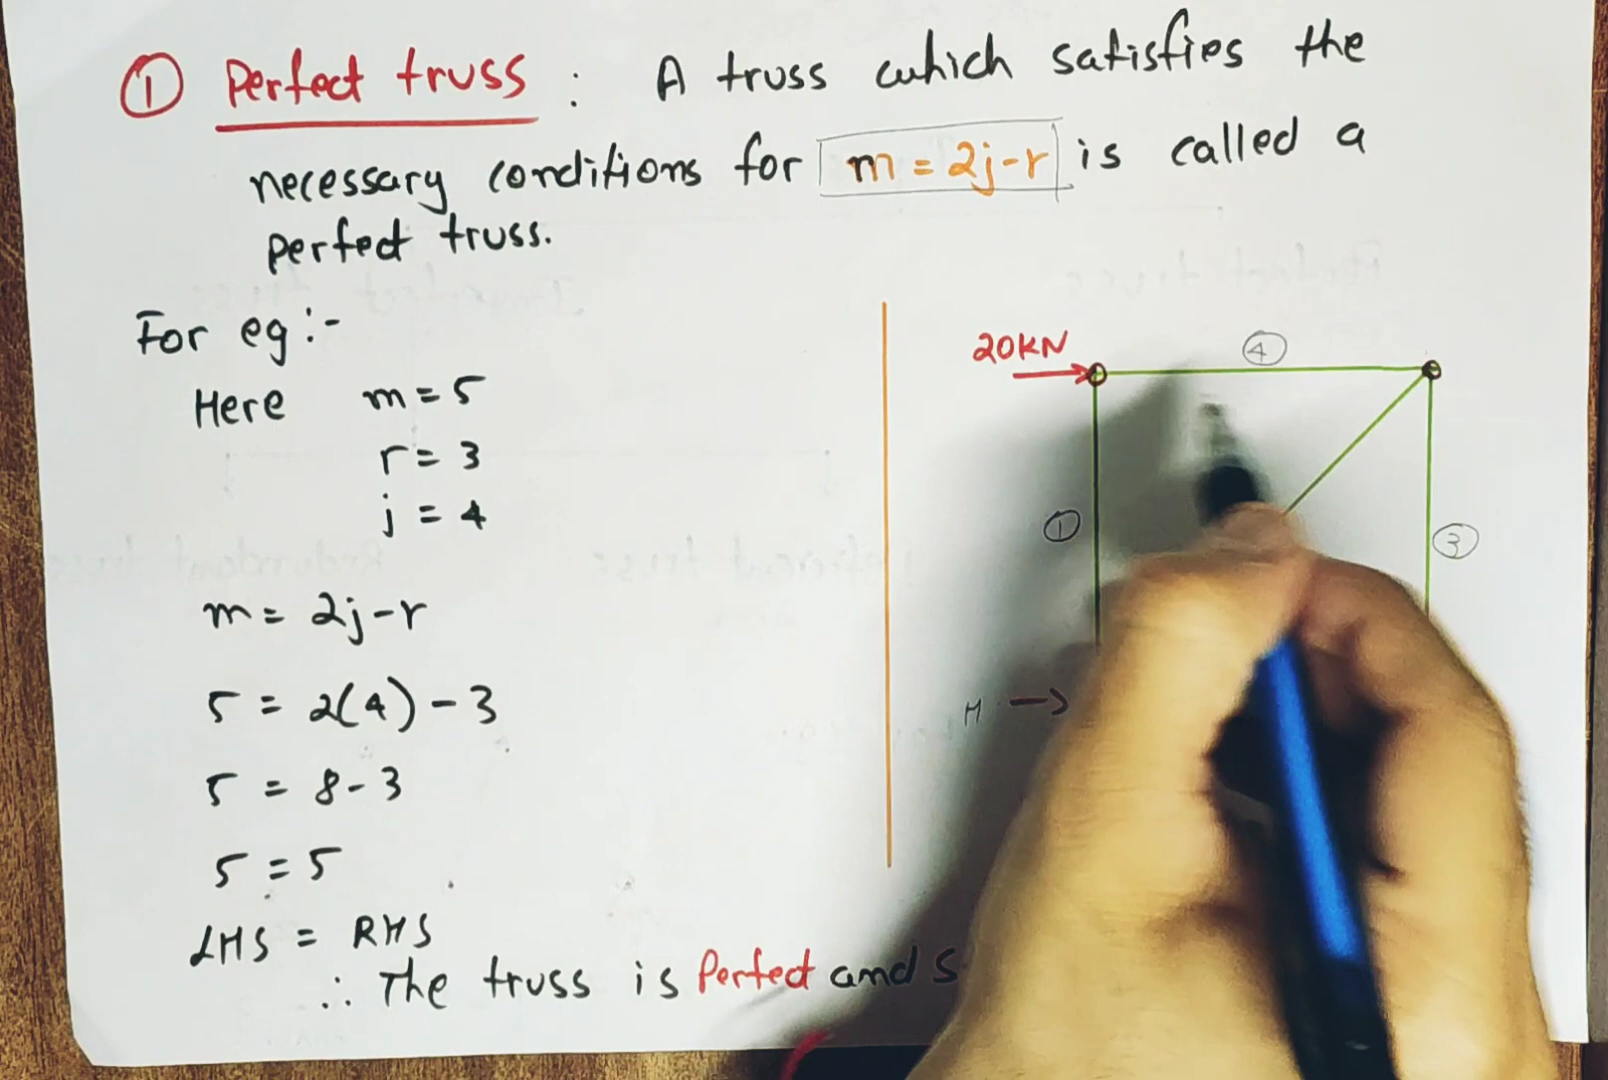 ① Perfect truss : A truss which satisfies the
necessary conditions for m = 2j-r is called a
perfect truss.
For eg :-
Here m = 5
r = 3
j = 4
m = 2j-r
5 = 2(4) - 3
5 = 8 - 3
5 = 5
LHS = RHS
∴ The truss is Perfect and
20KN
④
①
③
H →